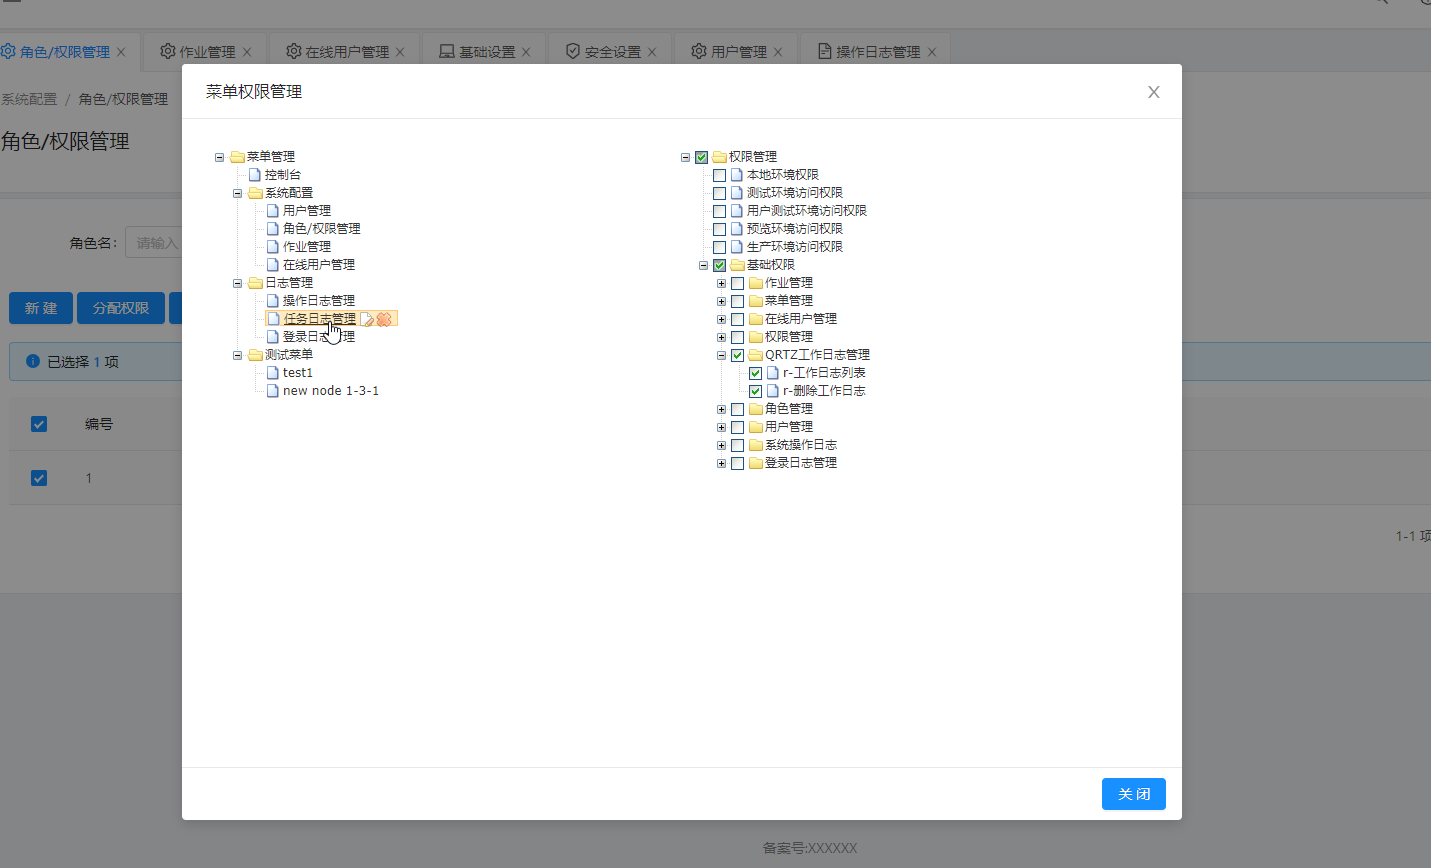 角色/权限管理 作业管理 在线用户管理 基础设置 安全设置 用户管理 操作日志管理
系统配置 / 角色/权限管理
角色/权限管理
角色名: 请输入
新 建 分配权限
已选择 1 项
编号
1
1-1 项
菜单权限管理
菜单管理
控制台
系统配置
用户管理
角色/权限管理
作业管理
在线用户管理
日志管理
操作日志管理
任务日志管理
登录日志管理
测试菜单
test1
new node 1-3-1
权限管理
本地环境权限
测试环境访问权限
用户测试环境访问权限
预览环境访问权限
生产环境访问权限
基础权限
作业管理
菜单管理
在线用户管理
权限管理
QRTZ工作日志管理
r-工作日志列表
r-删除工作日志
角色管理
用户管理
系统操作日志
登录日志管理
关 闭
备案号:XXXXXX